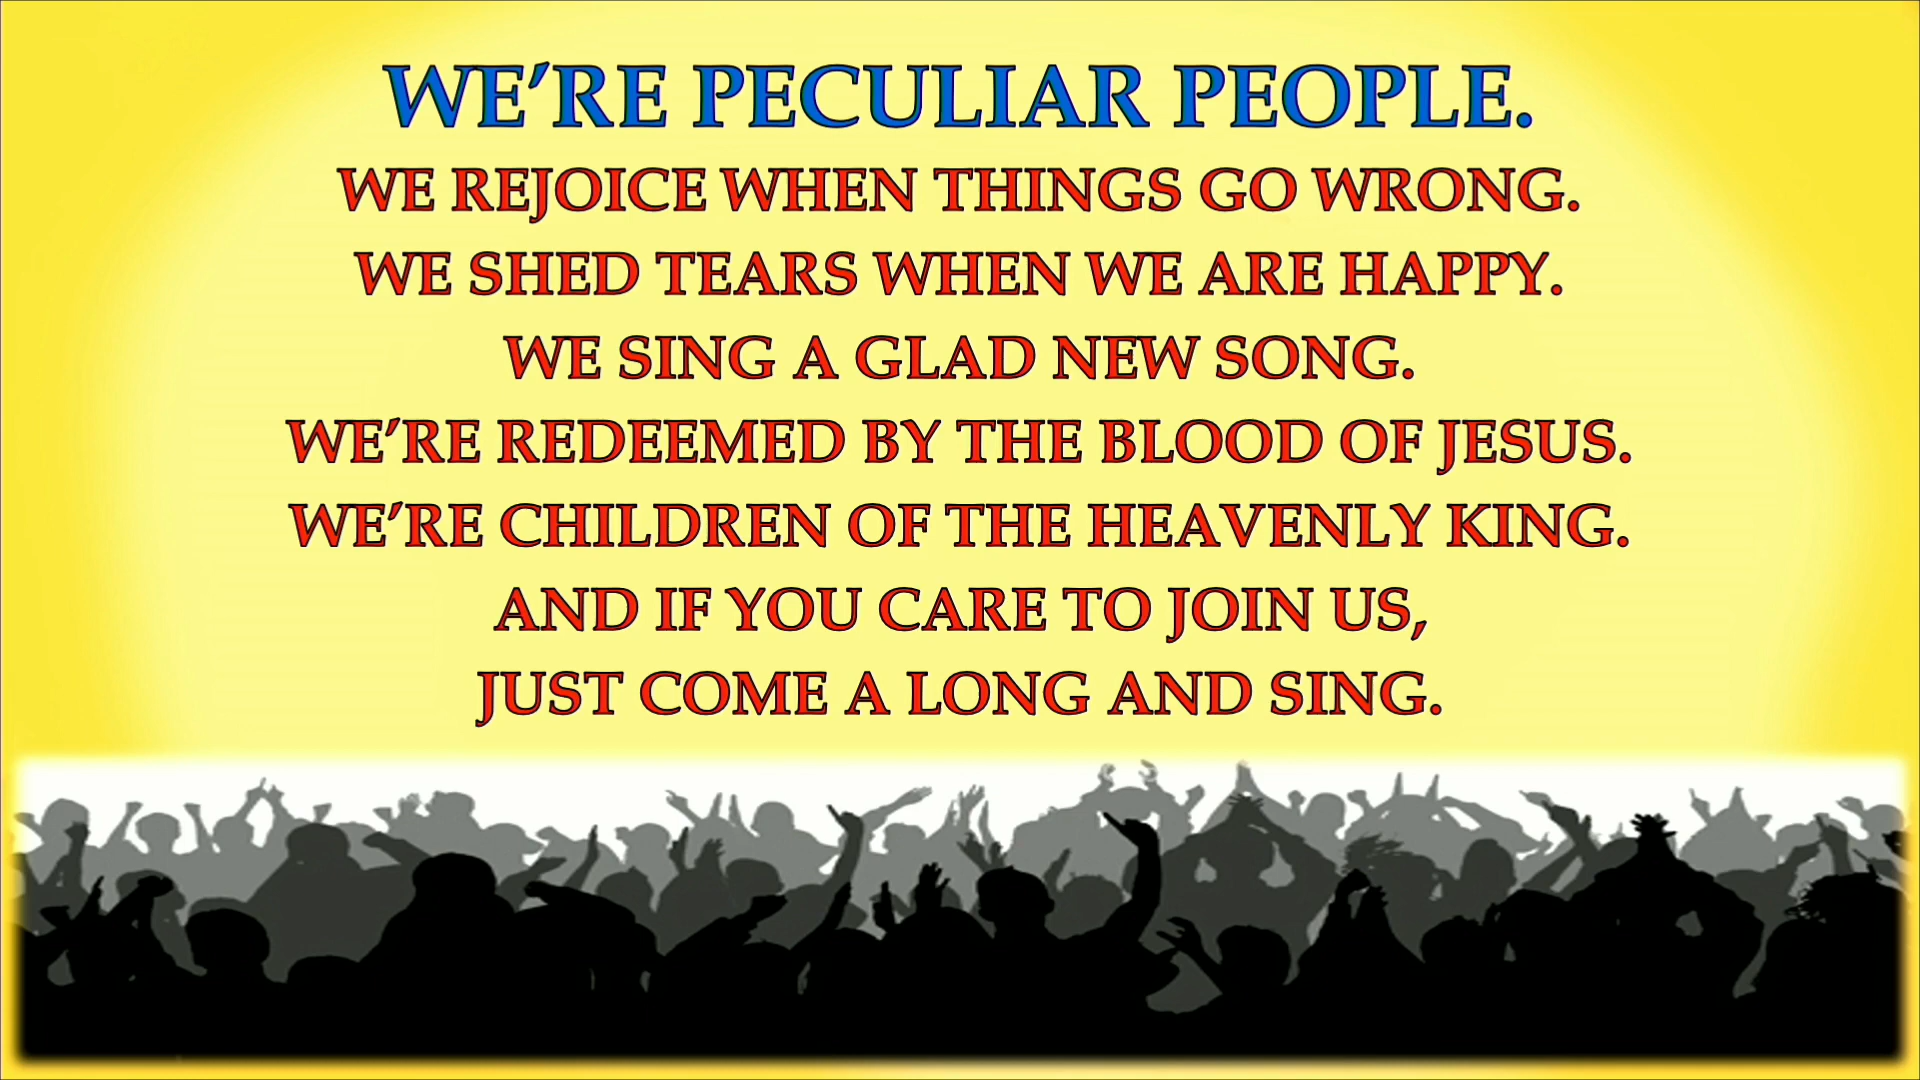 WE’RE PECULIAR PEOPLE.
WE REJOICE WHEN THINGS GO WRONG.
WE SHED TEARS WHEN WE ARE HAPPY.
WE SING A GLAD NEW SONG.
WE’RE REDEEMED BY THE BLOOD OF JESUS.
WE’RE CHILDREN OF THE HEAVENLY KING.
AND IF YOU CARE TO JOIN US,
JUST COME A LONG AND SING.